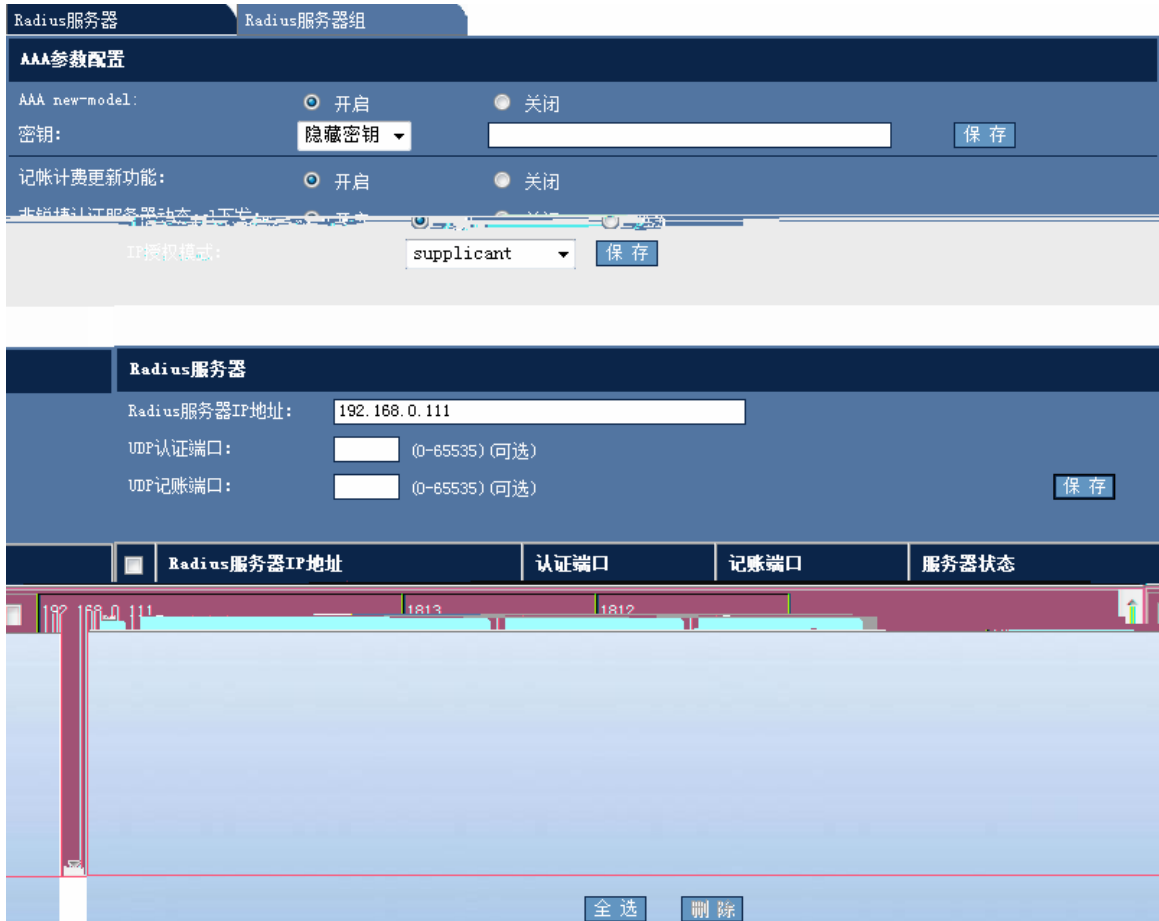 Radius服务器 Radius服务器组
AAA参数配置
AAA new-model: 开启 关闭
密钥: 隐藏密钥 保存
记帐计费更新功能: 开启 关闭
IP授权模式: supplicant 保存
Radius服务器
Radius服务器IP地址: 192.168.0.111
UDP认证端口: (0-65535)(可选)
UDP记账端口: (0-65535)(可选) 保存
Radius服务器IP地址 认证端口 记账端口 服务器状态
192.168.0.111 1813 1812
全选 删除